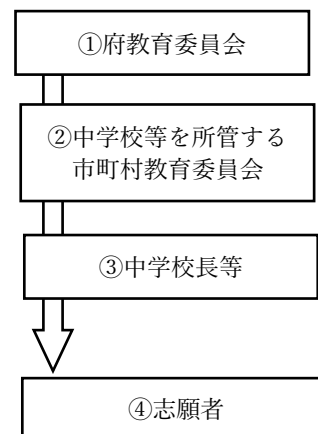 ①府教育委員会
②中学校等を所管する
市町村教育委員会
③中学校長等
④志願者